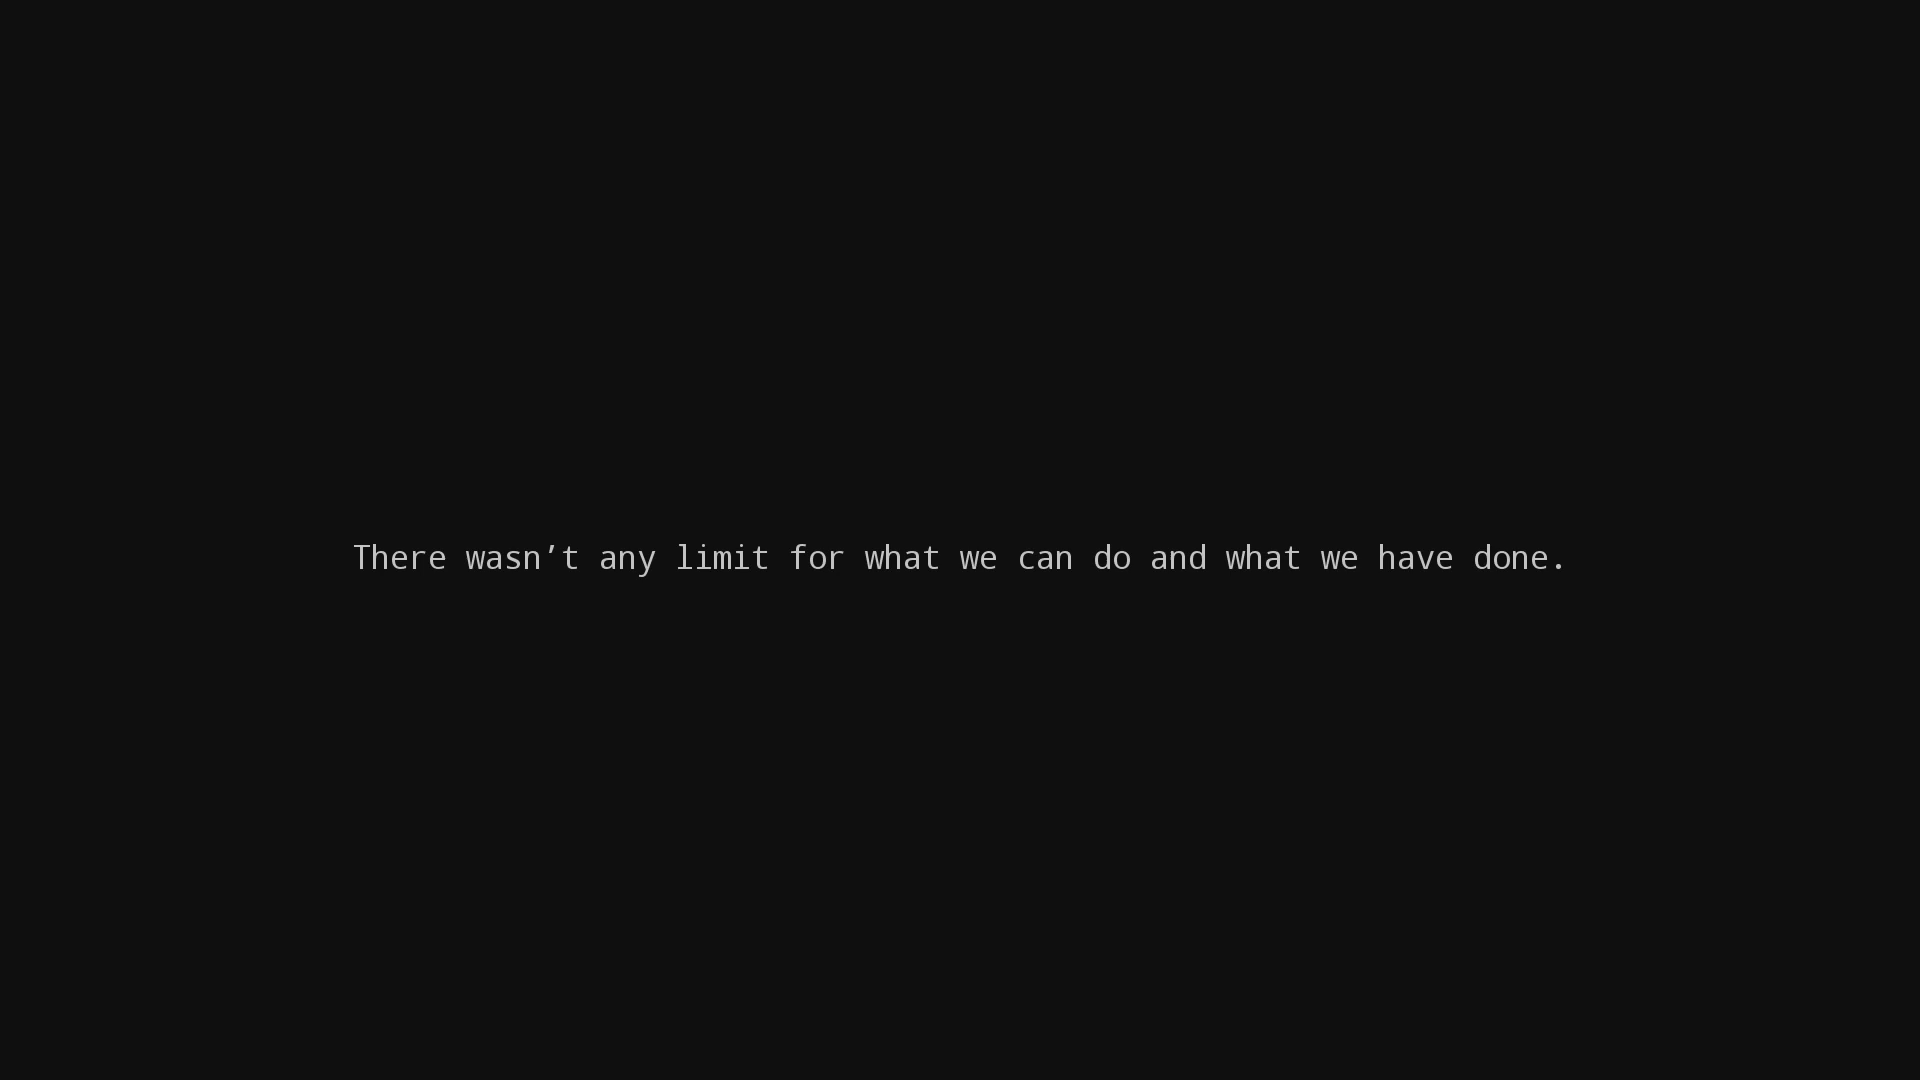 There wasn’t any limit for what we can do and what we have done.